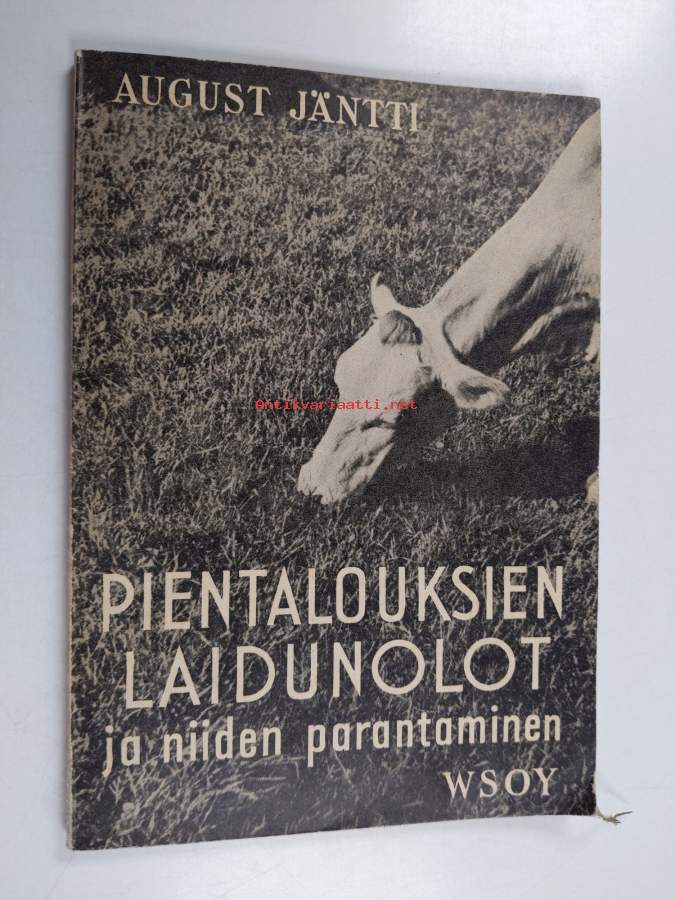 AUGUST JÄNTTI
Antikvariaatti.net
PIENTALOUKSIEN
LAIDUNOLOT
ja niiden parantaminen
WSOY